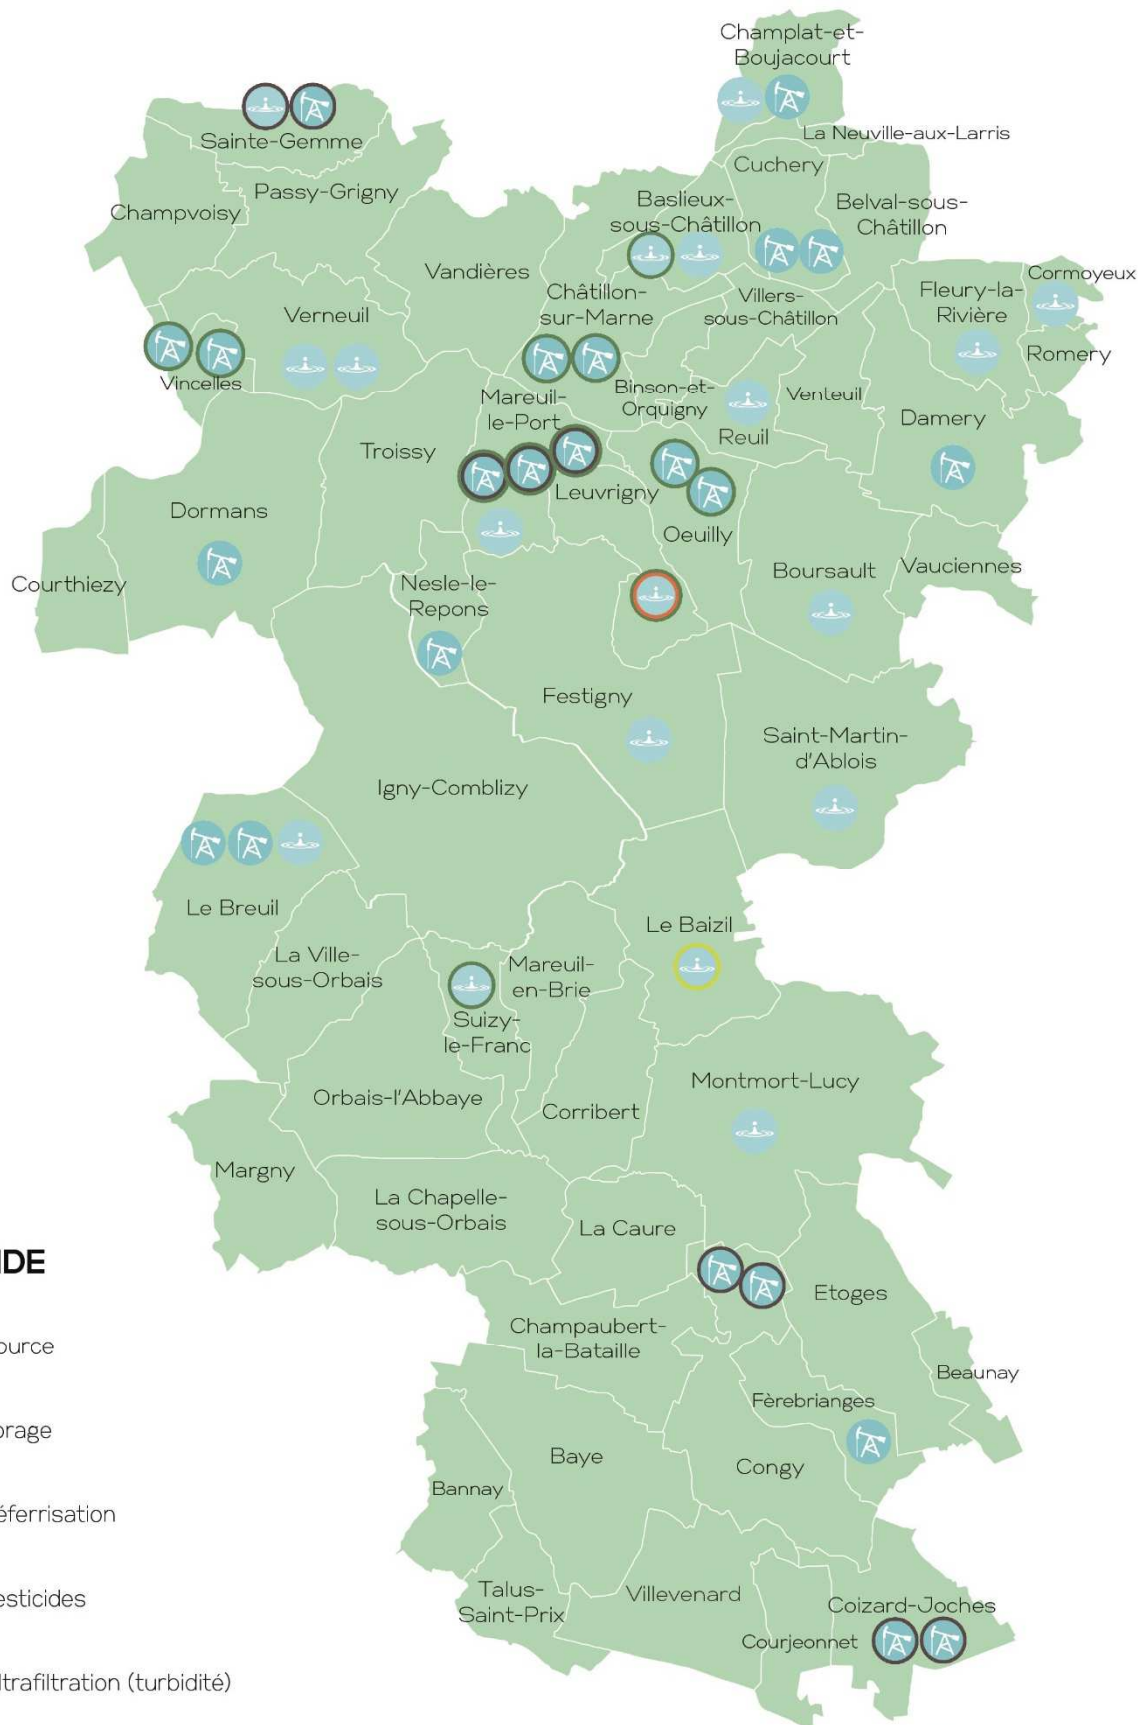 Champlat-et-
Boujacourt
La Neuville-aux-Larris
Sainte-Gemme
Cuchery
Passy-Grigny
Champvoisy
Baslieux-
sous-Châtillon
Belval-sous-
Châtillon
Vandières
Cormoyeux
Châtillon-
sur-Marne
Villers-
sous-Châtillon
Fleury-la-
Rivière
Verneuil
Romery
Vincelles
Binson-et-
Orquigny
Venteuil
Mareuil-
le-Port
Reuil
Damery
Troissy
Leuvrigny
Dormans
Oeuilly
Courthiezy
Nesle-le-
Repons
Boursault
Vauciennes
Festigny
Saint-Martin-
d'Ablois
Igny-Comblizy
Le Breuil
Le Baizil
La Ville-
sous-Orbais
Mareuil-
en-Brie
Suizy-
le-Franc
Montmort-Lucy
Orbais-l'Abbaye
Corribert
Margny
La Chapelle-
sous-Orbais
La Caure
Etoges
Champaubert-
la-Bataille
Beaunay
Fèrebrianges
Baye
Congy
Bannay
Talus-
Saint-Prix
Villevenard
Coizard-Joches
Courjeonnet
NDE
ource
orage
éferrisation
esticides
ltrafiltration (turbidité)